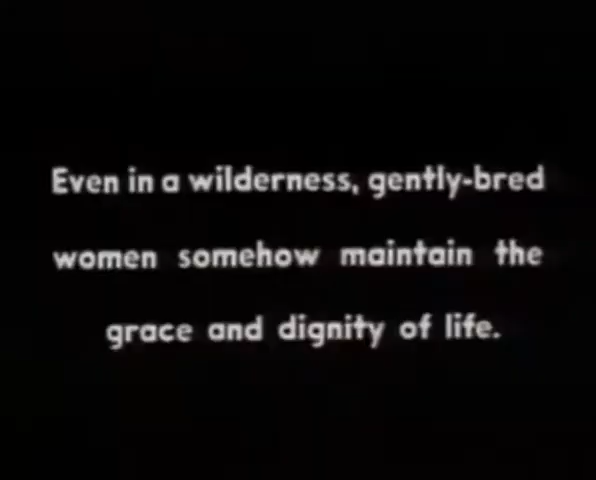 Even in a wilderness, gently-bred
women somehow maintain the
grace and dignity of life.